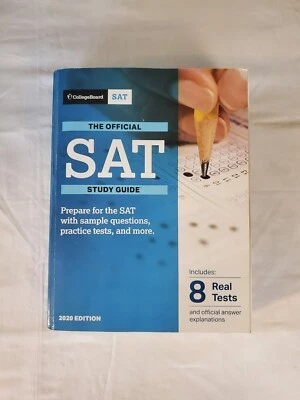 CollegeBoard SAT
THE OFFICIAL
SAT
STUDY GUIDE
Prepare for the SAT
with sample questions,
practice tests, and more.
Includes:
8 Real
Tests
and official answer
explanations
2020 EDITION